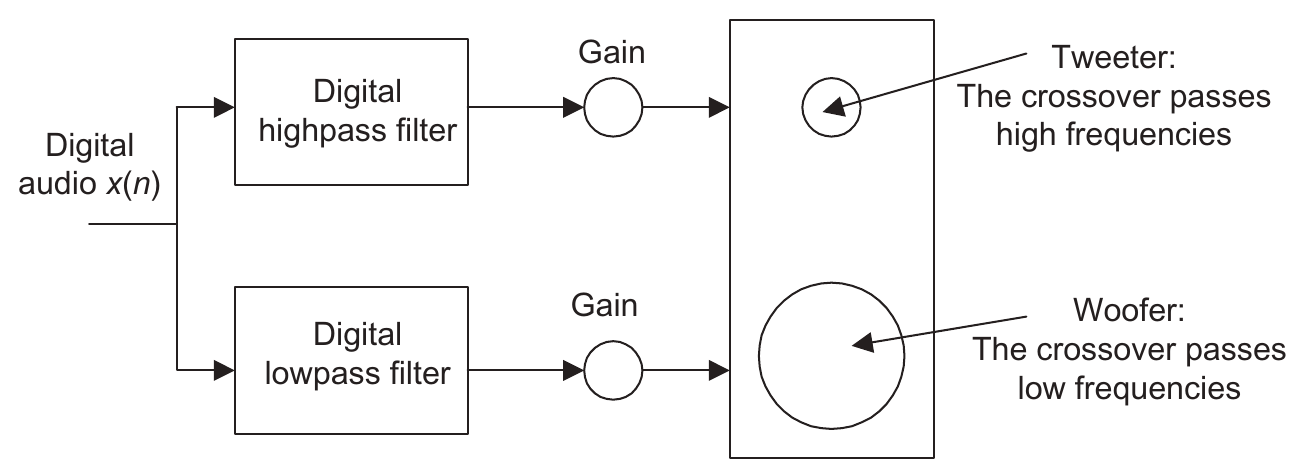 Digital
audio x(n)
Digital
highpass filter
Gain
Tweeter:
The crossover passes
high frequencies
Digital
lowpass filter
Gain
Woofer:
The crossover passes
low frequencies